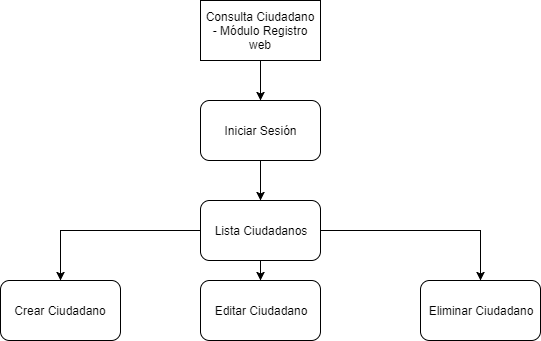 Consulta Ciudadano
- Módulo Registro
web
Iniciar Sesión
Lista Ciudadanos
Crear Ciudadano
Editar Ciudadano
Eliminar Ciudadano